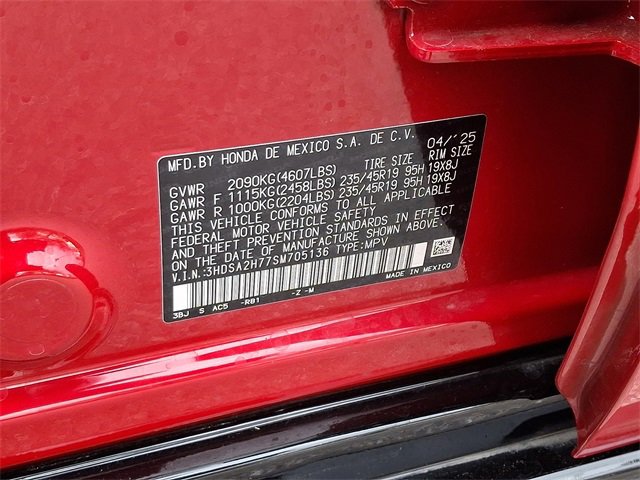 MFD.BY HONDA DE MEXICO S.A. DE C.V. 04/'25
TIRE SIZE RIM SIZE
GVWR 2090KG(4607LBS)
GAWR F 1115KG(2458LBS) 235/45R19 95H 19X8J
GAWR R 1000KG(2204LBS) 235/45R19 95H 19X8J
THIS VEHICLE CONFORMS TO ALL APPLICABLE
FEDERAL MOTOR VEHICLE SAFETY
AND THEFT PREVENTION STANDARDS IN EFFECT
ON THE DATE OF MANUFACTURE SHOWN ABOVE.
V.I.N.:3HDSA2H77SM705136 TYPE:MPV
MADE IN MEXICO
3BJ S AC5 -R81 -Z -M